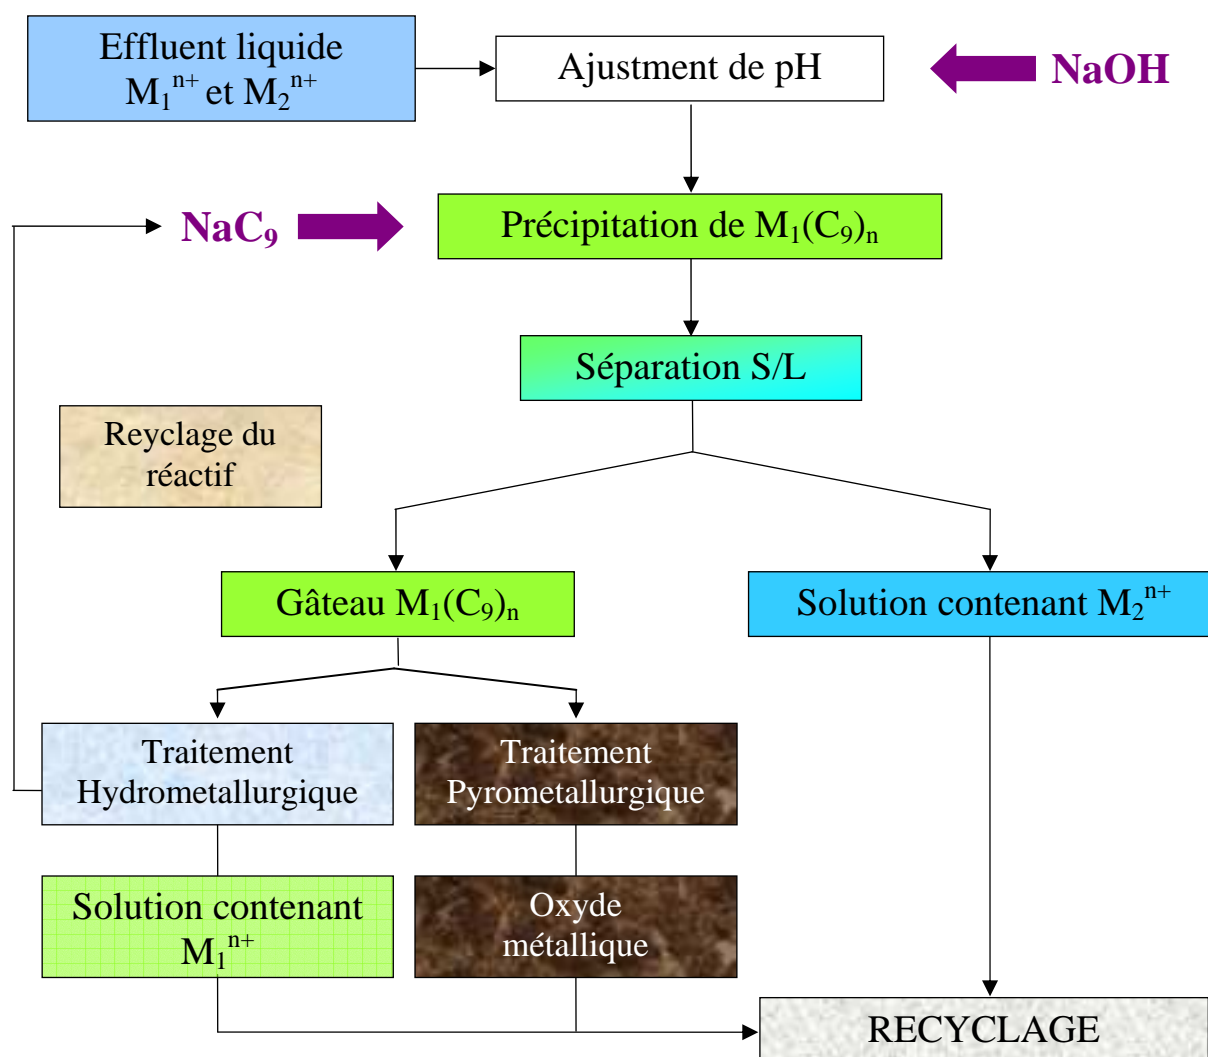 Effluent liquide
M₁ⁿ⁺ et M₂ⁿ⁺
Ajustment de pH
NaOH
NaC₉
Précipitation de M₁(C₉)ₙ
Séparation S/L
Reyclage du
réactif
Gâteau M₁(C₉)ₙ
Solution contenant M₂ⁿ⁺
Traitement
Hydrometallurgique
Traitement
Pyrometallurgique
Solution contenant
M₁ⁿ⁺
Oxyde
métallique
RECYCLAGE